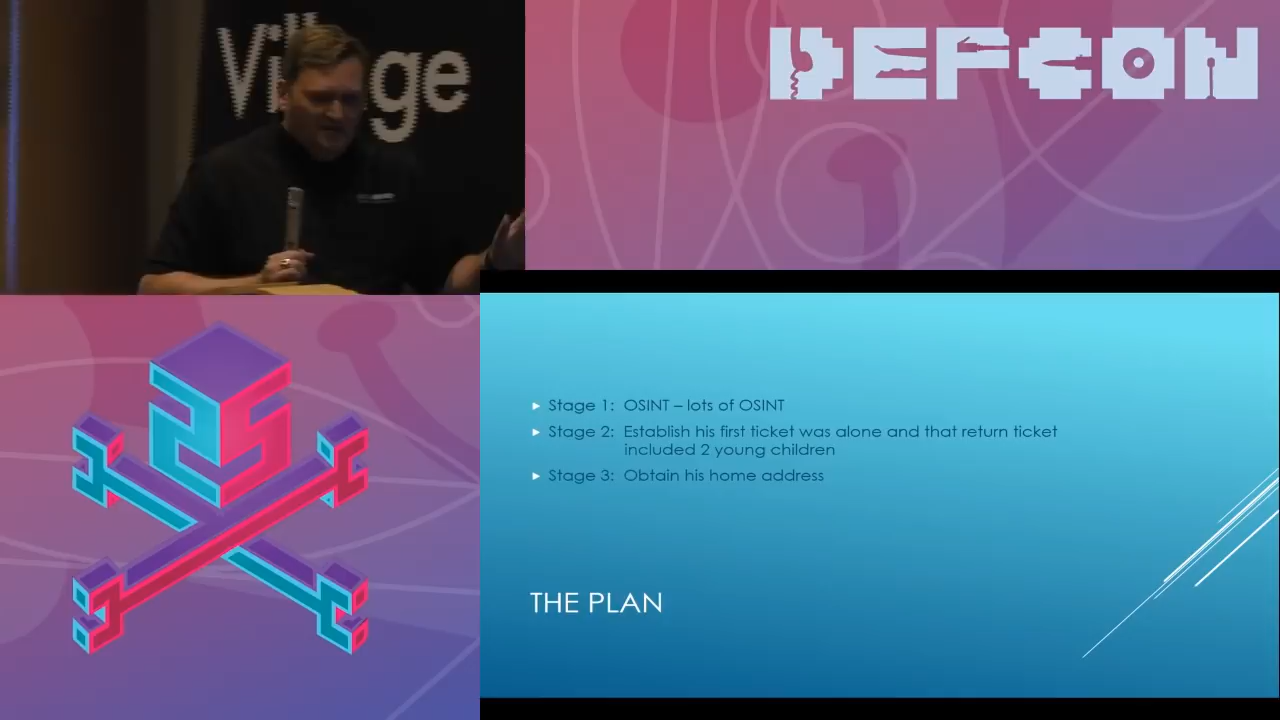 Village
DEFCON
25
Stage 1: OSINT – lots of OSINT
Stage 2: Establish his first ticket was alone and that return ticket
included 2 young children
Stage 3: Obtain his home address
THE PLAN